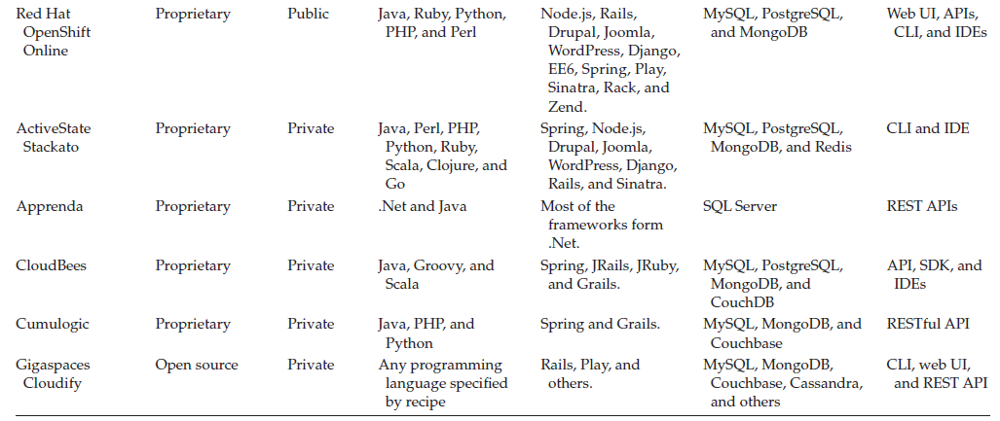 Red Hat OpenShift Online Proprietary Public Java, Ruby, Python, PHP, and Perl Node.js, Rails, Drupal, Joomla, WordPress, Django, EE6, Spring, Play, Sinatra, Rack, and Zend. MySQL, PostgreSQL, and MongoDB Web UI, APIs, CLI, and IDEs
ActiveState Stackato Proprietary Private Java, Perl, PHP, Python, Ruby, Scala, Clojure, and Go Spring, Node.js, Drupal, Joomla, WordPress, Django, Rails, and Sinatra. MySQL, PostgreSQL, MongoDB, and Redis CLI and IDE
Apprenda Proprietary Private .Net and Java Most of the frameworks form .Net. SQL Server REST APIs
CloudBees Proprietary Private Java, Groovy, and Scala Spring, JRails, JRuby, and Grails. MySQL, PostgreSQL, MongoDB, and CouchDB API, SDK, and IDEs
Cumulogic Proprietary Private Java, PHP, and Python Spring and Grails. MySQL, MongoDB, and Couchbase RESTful API
Gigaspaces Cloudify Open source Private Any programming language specified by recipe Rails, Play, and others. MySQL, MongoDB, Couchbase, Cassandra, and others CLI, web UI, and REST API